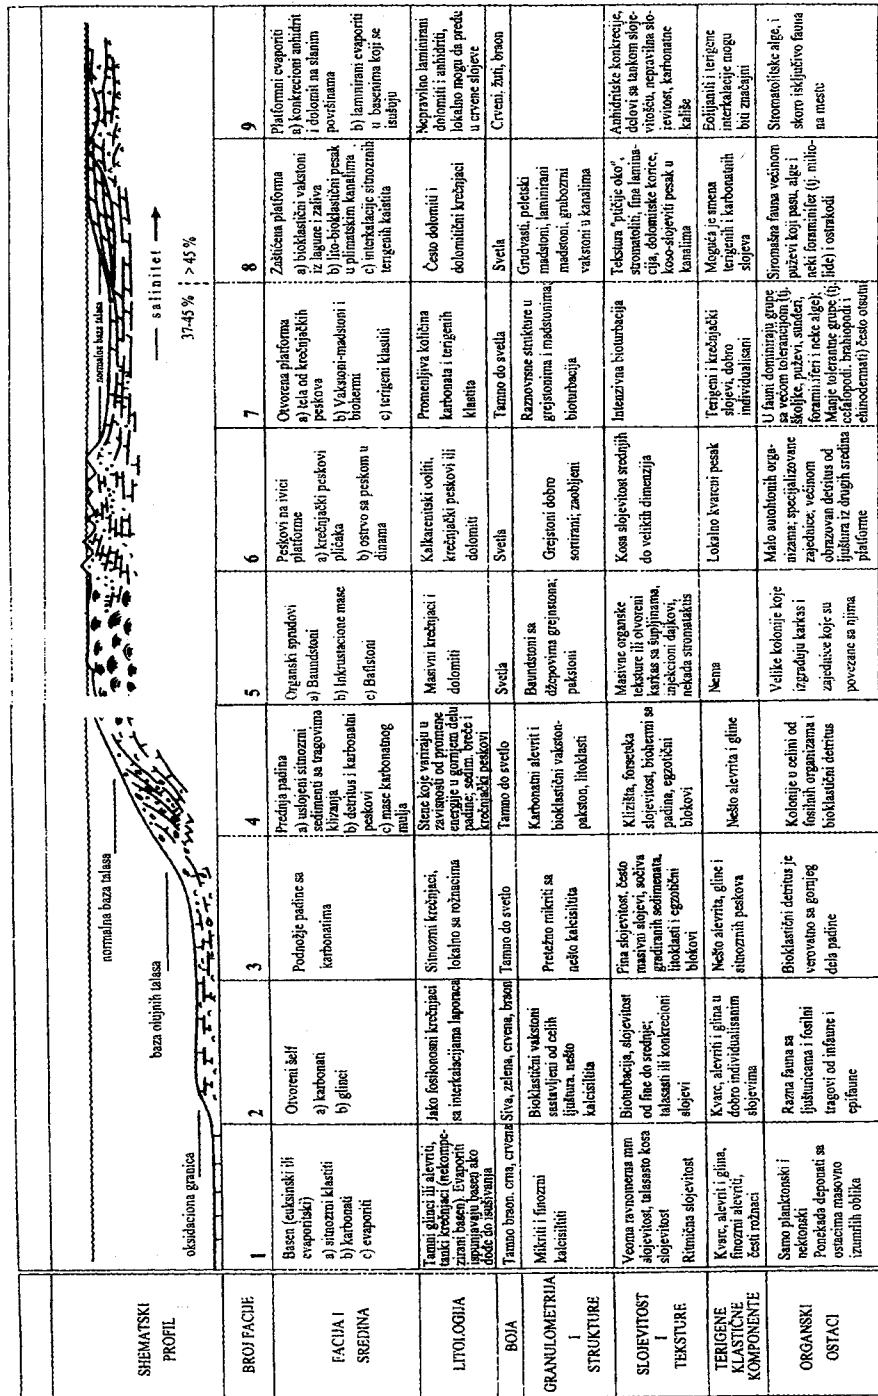 SHEMATSKI
PROFIL
oksidaciona granica
baza olujnih talasa
normalna baza talasa
normalna baza talasa
salinitet
37-45 %
> 45 %
BROJ FACIJE
1
2
3
4
5
6
7
8
9
FACIJA I
SREDINA
Basen (euksinski ili
evaporitski)
a) sitnozrni klastiti
b) karbonati
c) evaporiti
Otvoreni šelf
a) karbonati
b) glinci
Podnožje padine sa
karbonatima
Prednja padina
a) uslojeni sitnozrni
sedimenti sa tragovima
klizanja
b) detritus i karbonatni
peskovi
c) mase karbonatnog
mulja
Organski sprudovi
a) Baundstoni
b) Inkrustacione mase
c) Baflstoni
Peskovi na ivici
platforme
a) krečnjački peskovi
plićaka
b) ostrvo sa peskom u
dinama
Otvorena platforma
a) tela od krečnjačkih
peskova
b) Vakstoni-madstoni i
biohermi
c) terigeni klastiti
Zaštićena platforma
a) bioklastični vakstoni
iz lagune i zaliva
b) lito-bioklastični pesak
u plimatskim kanalima
c) interkalacije sitnozrnih
terigenih kaistita
Platformni evaporiti
a) konkrecioni anhidrit
i dolomit na slanim
površinama
b) laminirani evaporiti
u basenima koji se
isušuju
LITOLOGIJA
Tamni glinci ili alevriti,
tanki krečnjaci (nekompe-
zirani basen). Evaporiti
ispunjavaju basen ako
dođe do isušivanja
Jako fosilonosni krečnjaci
sa interkalacijama laporaca
Sitnozrni krečnjaci,
lokalno sa rožnacima
Stene koje variraju u
zavisnosti od promene
energije u gornjem delu
padine; sedim. breče i
krečnjački peskovi
Masivni krečnjaci i
dolomiti
Kalkarenitski ooliti,
krečnjački peskovi ili
dolomiti
Promenljiva količina
karbonata i terigenih
klastita
Često dolomiti i
dolomitični krečnjaci
Nepravilno laminirani
dolomiti i anhidriti,
lokalno mogu da pređu
u crvene slojeve
BOJA
Tamno braon. crna, crvena
Siva, zelena, crvena, braon
Tamno do svetlo
Tamno do svetlo
Svetla
Svetla
Tamno do svetla
Svetla
Crveni, žuti, braon
GRANULOMETRIJA
I
STRUKTURE
Mikriti i finozrni
kalcisiltiti
Bioklastični vakstoni
sastavljeni od celih
ljuštura, nešto
kalcisiltita
Pretežno mikriti sa
nešto kalcisiltita
Karbonatni alevrit i
bioklastični vakston-
pakston, litoklasti
Baundstoni sa
džepovima grejnstona;
pakstoni
Grejstoni dobro
sortirani; zaobljeni
Raznovrsne strukture u
grejstonima i madstonima;
bioturbacija
Grudvasti, peletski
madstoni, laminirani
madstoni, grubozrni
vakstoni u kanalima
SLOJEVITOST
I
TEKSTURE
Veoma ravnomerna mm
slojevitost, talasasto kosa
slojevitost
Ritmična slojevitost
Bioturbacija, slojevitost
od fine do srednje;
talasasti ili konkrecioni
slojevi
Fina slojevitost, često
masivni slojevi, sočiva
gradiranih sedimenata,
litoklasti i egzotični
blokovi
Klizišta, forsetska
slojevitost, biohermi sa
padina, egzotični
blokovi
Masivne organske
teksture ili otvoreni
karkas sa šupljinama,
injekcioni dajkovi,
nekada stromatakus
Kosa slojevitost srednjih
do velikih dimenzija
Intenzivna bioturbacija
Tekstura "ptičije oko",
stromatoliti, fina lamina-
cija, dolomitske korice,
koso-slojeviti pesak u
kanalima
Anhidritske konkrecije,
delovi sa tankom sloje-
vitošću, nepravilna slo-
jevitost, karbonatne
kališe
TERIGENE
KLASTIČNE
KOMPONENTE
Kvarc, alevriti i glina,
finozrni alevriti,
česti rožnaci
Kvarc, alevriti i glina u
dobro individualisanim
slojevima
Nešto alevrita, gline i
sitnoznih peskova
Nešto alevrita i gline
Nema
Lokalno kvarcni pesak
Terigeni i krečnjački
slojevi, dobro
individualisani
Moguća je smena
terigenih i karbonatnih
slojeva
Eolijaniti i terigene
interkalacije mogu
biti značajni
ORGANSKI
OSTACI
Samo planktonski i
nektonski
Ponekada deponati sa
ostacima masovno
izumrlih oblika
Razna fauna sa
ljušturicama i fosilni
tragovi od infaune i
epifaune
Bioklastični detritus je
verovatno sa gornjeg
dela padine
Kolonije u celini od
fosilnih organizama i
bioklastični detritus
Velike kolonije koje
izgrađuju karkas i
zajednice koje su
povezane sa njima
Malo autohtonih orga-
nizama; specijalizovane
zajednice; većinom
obrazovan detritus od
ljuštura iz drugih sredina
platforme
U fauni dominiraju grupe
sa većom tolerancijom (tj.
školjke, puževi, sunđeri,
foraminiferi i neke alge);
Manje tolerantne grupe (tj.
cefalopodi, brahiopodi i
ehinodermati) često otsutni
Siromašna fauna većinom
puževi koji pasu, alge i
neki foraminifer (tj. milio-
lide) i ostrakodi
Stromatolitske alge, i
skoro isključivo fauna
na mestu